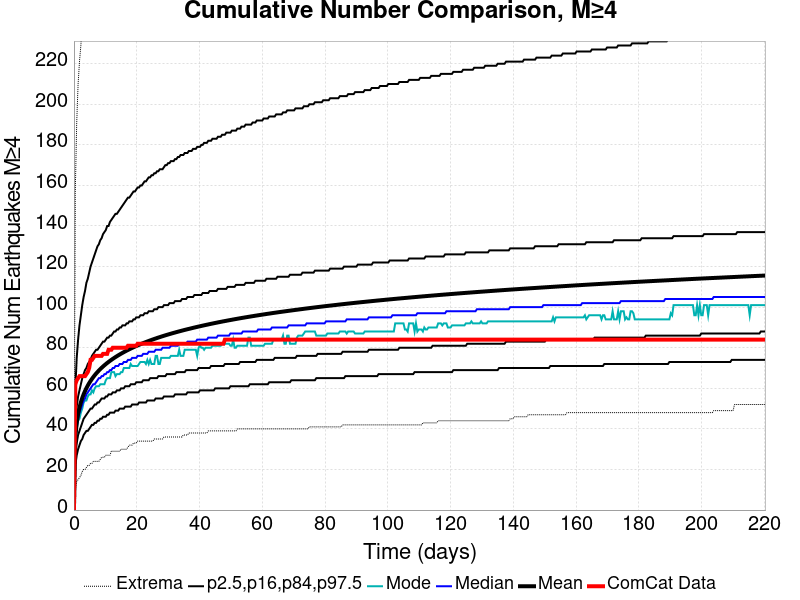 Cumulative Number Comparison, M≥4
Cumulative Num Earthquakes M≥4
220
200
180
160
140
120
100
80
60
40
20
0
0 20 40 60 80 100 120 140 160 180 200 220
Time (days)
Extrema p2.5,p16,p84,p97.5 Mode Median Mean ComCat Data